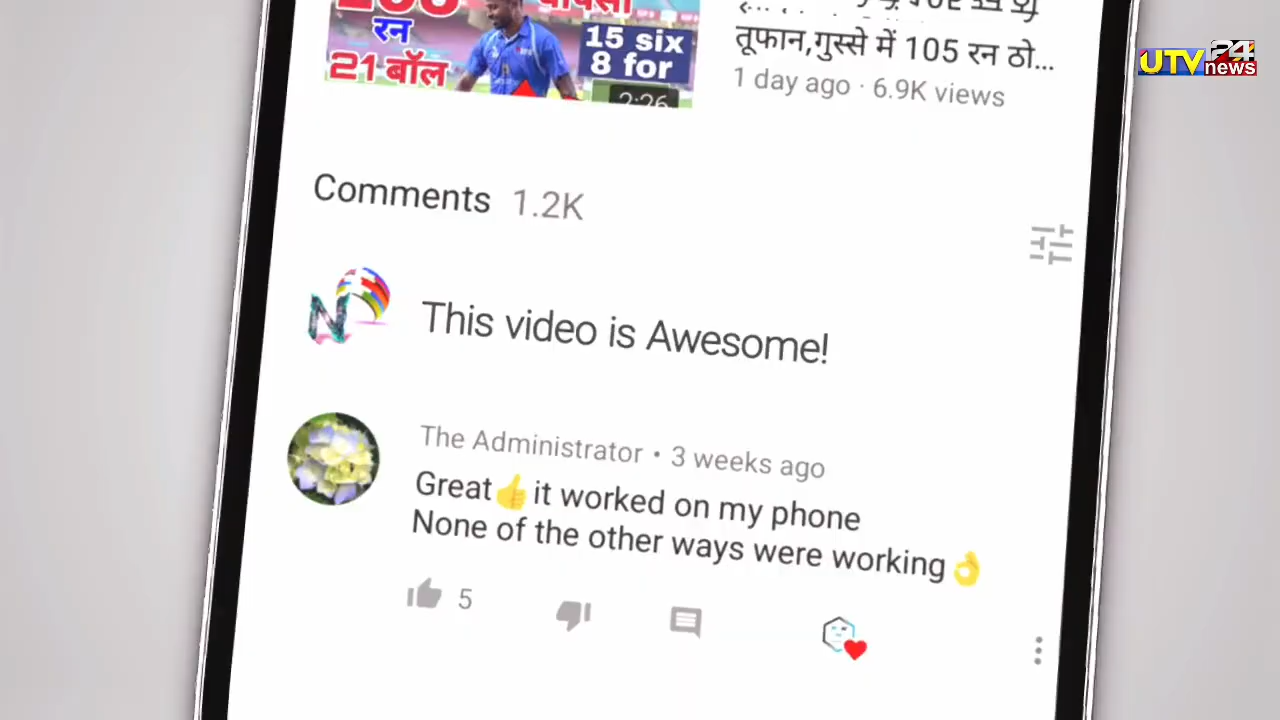 रन
21 बॉल
15 six
8 for
2:26
तूफान,गुस्से में 105 रन ठो...
1 day ago · 6.9K views
UTV 24 news
Comments 1.2K
N
This video is Awesome!
The Administrator • 3 weeks ago
Great👍it worked on my phone
None of the other ways were working👌
5